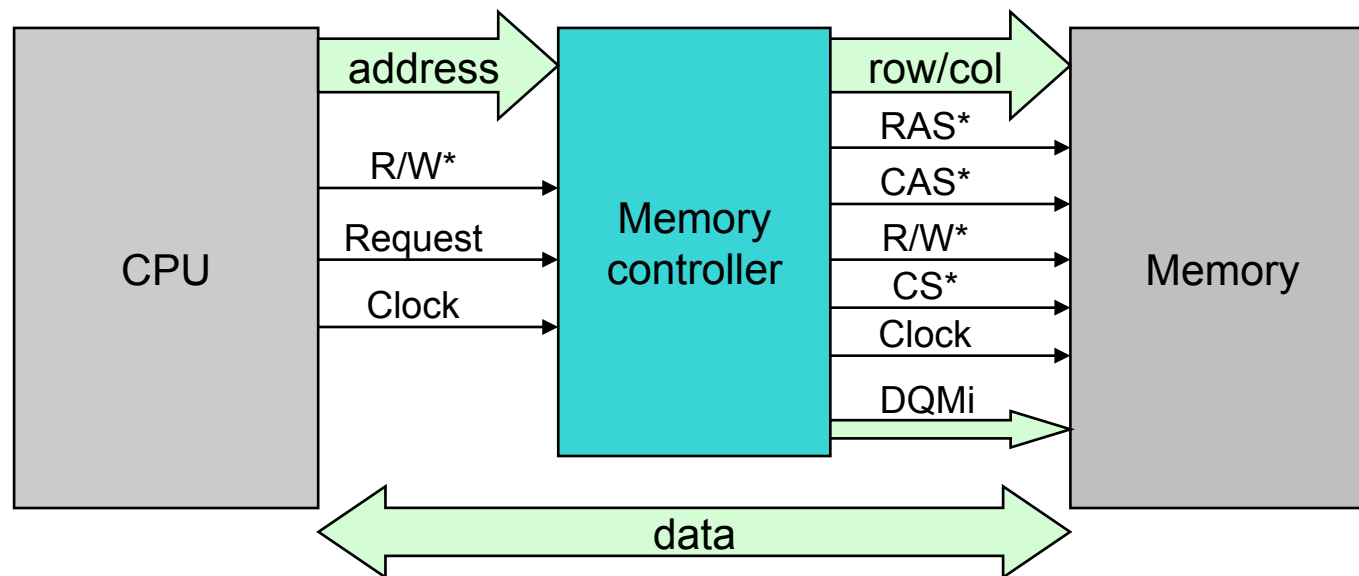 address
row/col
RAS*
R/W*
CAS*
CPU
Request
Memory
controller
R/W*
Memory
Clock
CS*
Clock
DQMi
data